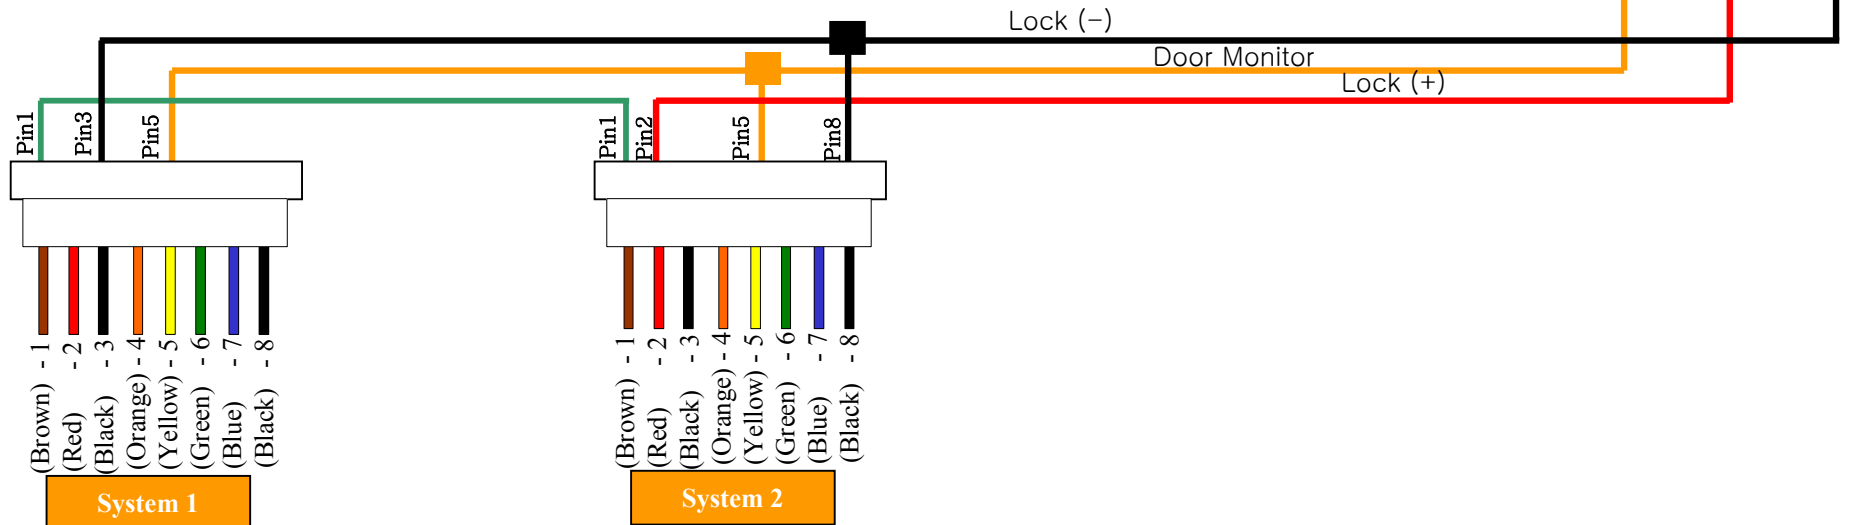 Lock (−)
Door Monitor
Lock (+)
Pin1
Pin3
Pin5
Pin1
Pin2
Pin5
Pin8
(Brown) - 1
(Red) - 2
(Black) - 3
(Orange) - 4
(Yellow) - 5
(Green) - 6
(Blue) - 7
(Black) - 8
(Brown) - 1
(Red) - 2
(Black) - 3
(Orange) - 4
(Yellow) - 5
(Green) - 6
(Blue) - 7
(Black) - 8
System 1
System 2